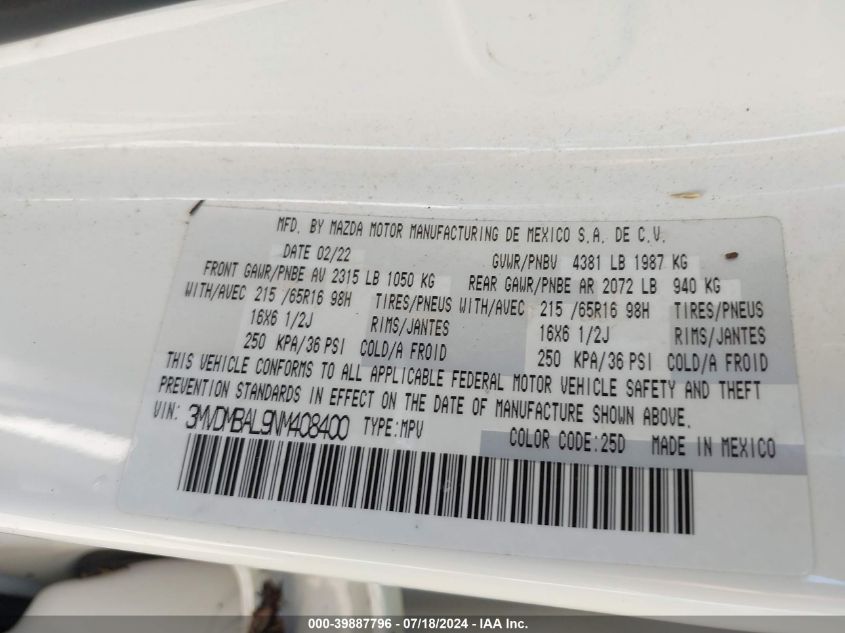 MFD. BY MAZDA MOTOR MANUFACTURING DE MEXICO S.A. DE C.V.
DATE 02/22 GVWR/PNBV 4381 LB 1987 KG
FRONT GAWR/PNBE AV 2315 LB 1050 KG REAR GAWR/PNBE AR 2072 LB 940 KG
WITH/AVEC 215 /65R16 98H TIRES/PNEUS WITH/AVEC 215 /65R16 98H TIRES/PNEUS
16X6 1/2J RIMS/JANTES 16X6 1/2J RIMS/JANTES
250 KPA/36 PSI COLD/A FROID 250 KPA/36 PSI COLD/A FROID
THIS VEHICLE CONFORMS TO ALL APPLICABLE FEDERAL MOTOR VEHICLE SAFETY AND THEFT
PREVENTION STANDARDS IN EFFECT ON THE DATE OF MANUFACTURE SHOWN ABOVE.
VIN: 3MVDMBAL9NM408400 TYPE:MPV COLOR CODE:25D MADE IN MEXICO
000-39887796 - 07/18/2024 - IAA Inc.